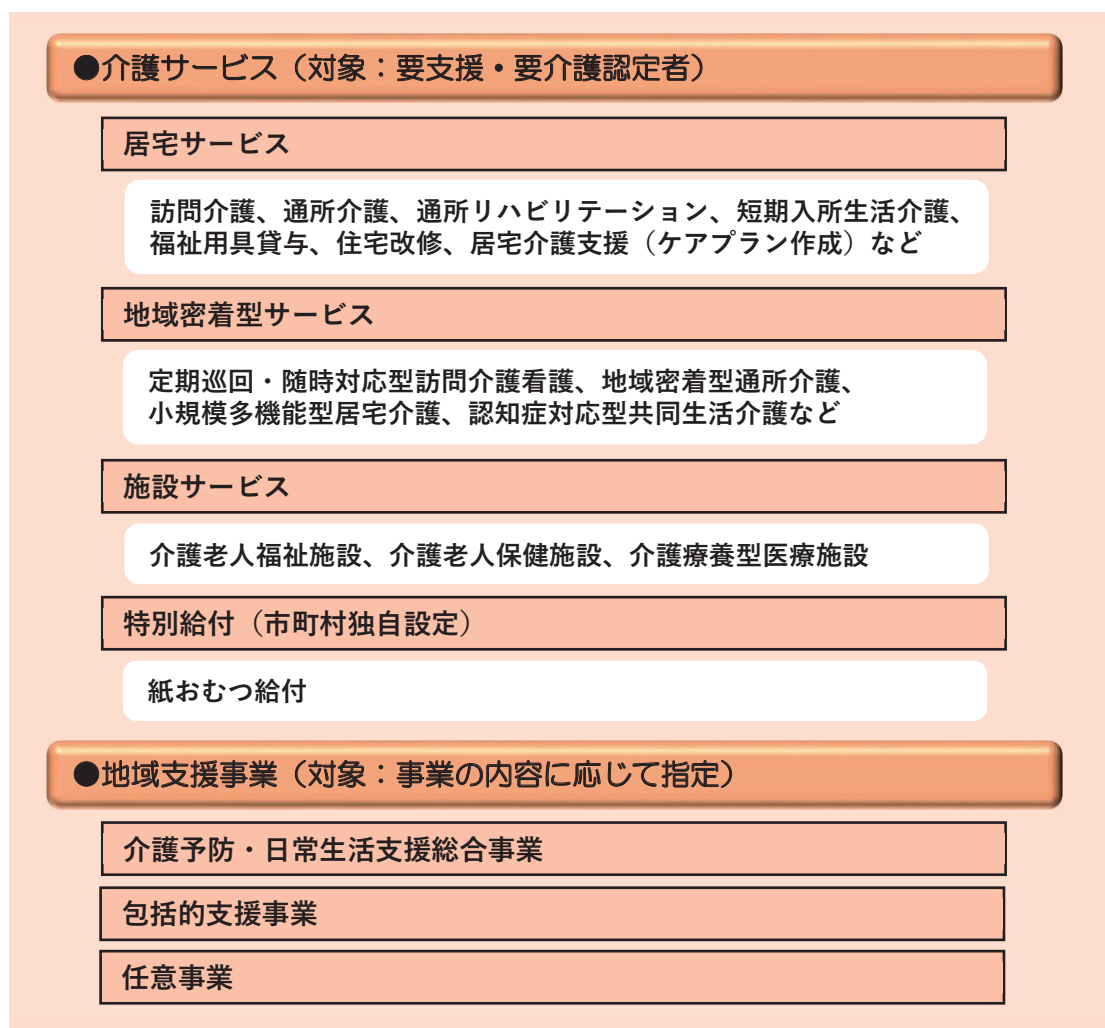 ●介護サービス（対象：要支援・要介護認定者）
居宅サービス
訪問介護、通所介護、通所リハビリテーション、短期入所生活介護、
福祉用具貸与、住宅改修、居宅介護支援（ケアプラン作成）など
地域密着型サービス
定期巡回・随時対応型訪問介護看護、地域密着型通所介護、
小規模多機能型居宅介護、認知症対応型共同生活介護など
施設サービス
介護老人福祉施設、介護老人保健施設、介護療養型医療施設
特別給付（市町村独自設定）
紙おむつ給付
●地域支援事業（対象：事業の内容に応じて指定）
介護予防・日常生活支援総合事業
包括的支援事業
任意事業